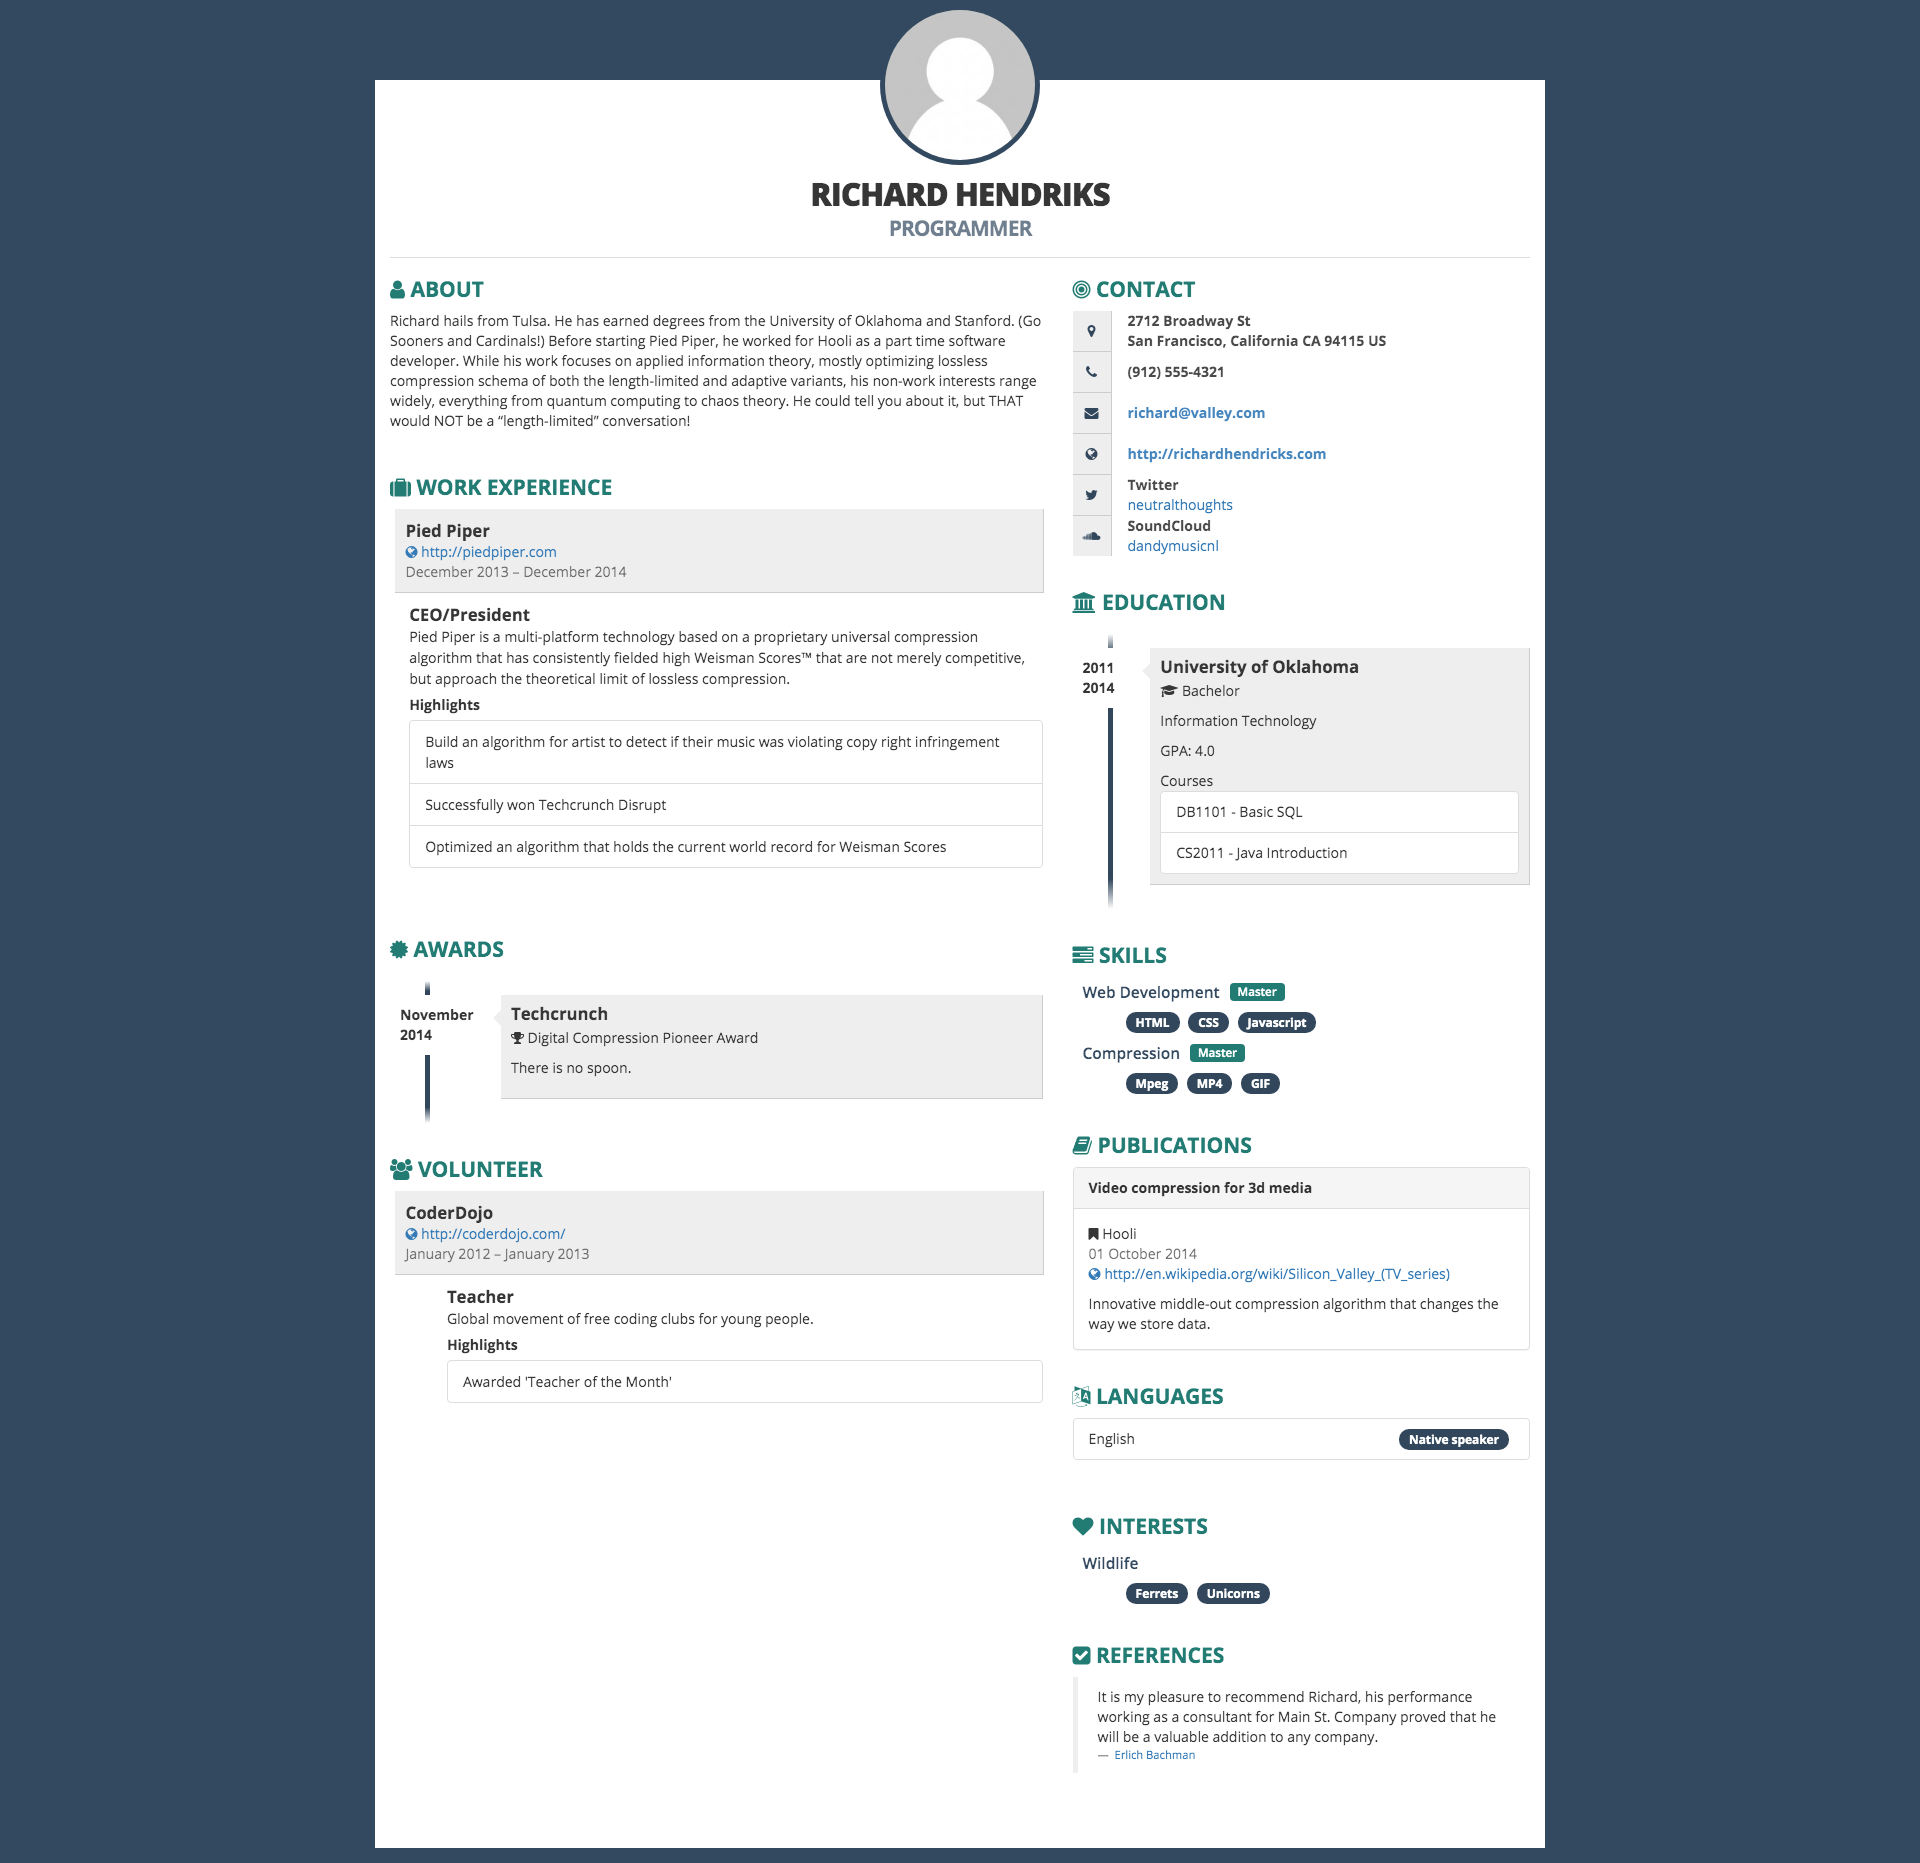 RICHARD HENDRIKS
PROGRAMMER
ABOUT
Richard hails from Tulsa. He has earned degrees from the University of Oklahoma and Stanford. (Go
Sooners and Cardinals!) Before starting Pied Piper, he worked for Hooli as a part time software
developer. While his work focuses on applied information theory, mostly optimizing lossless
compression schema of both the length-limited and adaptive variants, his non-work interests range
widely, everything from quantum computing to chaos theory. He could tell you about it, but THAT
would NOT be a “length-limited” conversation!
WORK EXPERIENCE
Pied Piper
http://piedpiper.com
December 2013 – December 2014
CEO/President
Pied Piper is a multi-platform technology based on a proprietary universal compression
algorithm that has consistently fielded high Weisman Scores™ that are not merely competitive,
but approach the theoretical limit of lossless compression.
Highlights
Build an algorithm for artist to detect if their music was violating copy right infringement
laws
Successfully won Techcrunch Disrupt
Optimized an algorithm that holds the current world record for Weisman Scores
AWARDS
November
2014
Techcrunch
Digital Compression Pioneer Award
There is no spoon.
VOLUNTEER
CoderDojo
http://coderdojo.com/
January 2012 – January 2013
Teacher
Global movement of free coding clubs for young people.
Highlights
Awarded 'Teacher of the Month'
CONTACT
2712 Broadway St
San Francisco, California CA 94115 US
(912) 555-4321
richard@valley.com
http://richardhendricks.com
Twitter
neutralthoughts
SoundCloud
dandymusicnl
EDUCATION
2011
2014
University of Oklahoma
Bachelor
Information Technology
GPA: 4.0
Courses
DB1101 - Basic SQL
CS2011 - Java Introduction
SKILLS
Web Development Master
HTML CSS Javascript
Compression Master
Mpeg MP4 GIF
PUBLICATIONS
Video compression for 3d media
Hooli
01 October 2014
http://en.wikipedia.org/wiki/Silicon_Valley_(TV_series)
Innovative middle-out compression algorithm that changes the
way we store data.
LANGUAGES
English Native speaker
INTERESTS
Wildlife
Ferrets Unicorns
REFERENCES
It is my pleasure to recommend Richard, his performance
working as a consultant for Main St. Company proved that he
will be a valuable addition to any company.
— Erlich Bachman